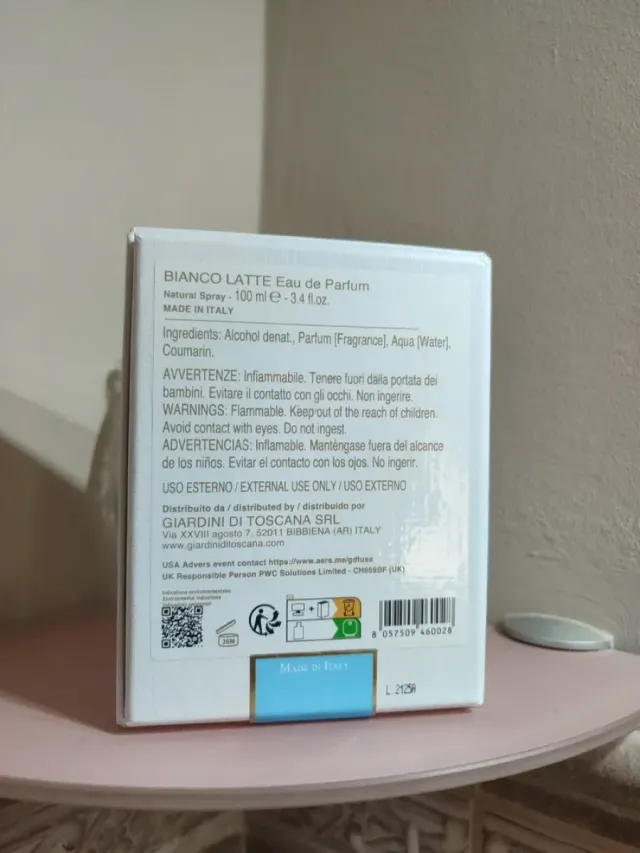 BIANCO LATTE Eau de Parfum
Natural Spray - 100 ml ℮ - 3.4 fl.oz.
MADE IN ITALY
Ingredients: Alcohol denat., Parfum [Fragrance], Aqua [Water],
Coumarin.
AVVERTENZE: Infiammabile. Tenere fuori dalla portata dei
bambini. Evitare il contatto con gli occhi. Non ingerire.
WARNINGS: Flammable. Keep out of the reach of children.
Avoid contact with eyes. Do not ingest.
ADVERTENCIAS: Inflamable. Manténgase fuera del alcance
de los niños. Evitar el contacto con los ojos. No ingerir.
USO ESTERNO / EXTERNAL USE ONLY / USO EXTERNO
Distribuito da / distributed by / distribuido por
GIARDINI DI TOSCANA SRL
Via XXVIII agosto 7, 52011 BIBBIENA (AR) ITALY
www.giardiniditoscana.com
USA Advers event contact https://www.aers.me/gdfusa
UK Responsible Person PWC Solutions Limited - CH659BF (UK)
Indicazioni environnementales
Environmental Indications
36M
8 057509 460028
MADE IN ITALY
L. 2125A